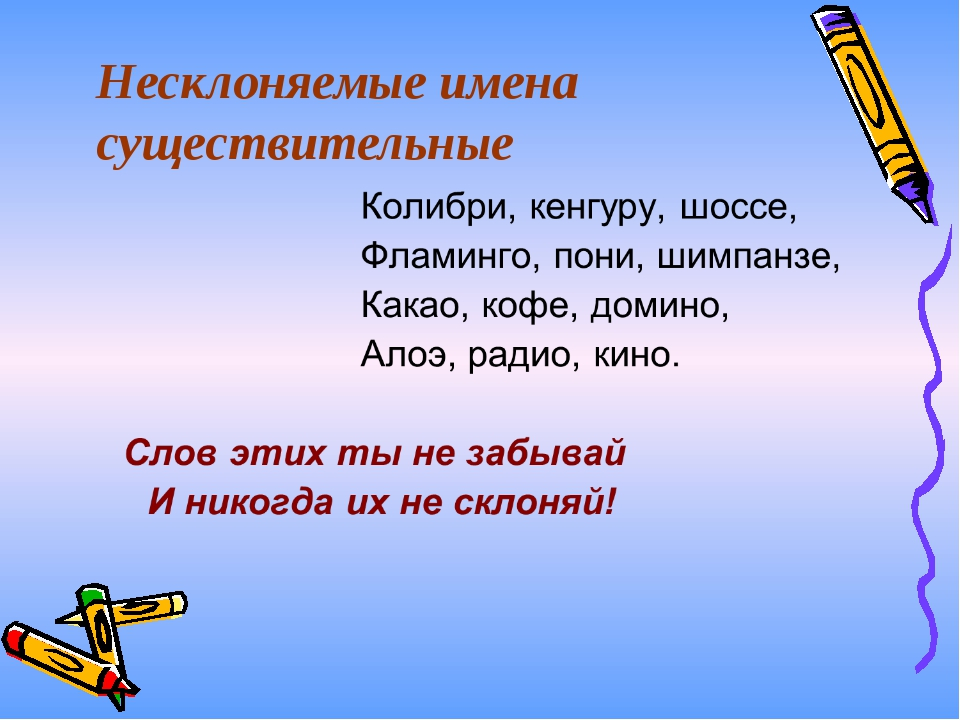 Несклоняемые имена
существительные
Колибри, кенгуру, шоссе,
Фламинго, пони, шимпанзе,
Какао, кофе, домино,
Алоэ, радио, кино.
Слов этих ты не забывай
И никогда их не склоняй!